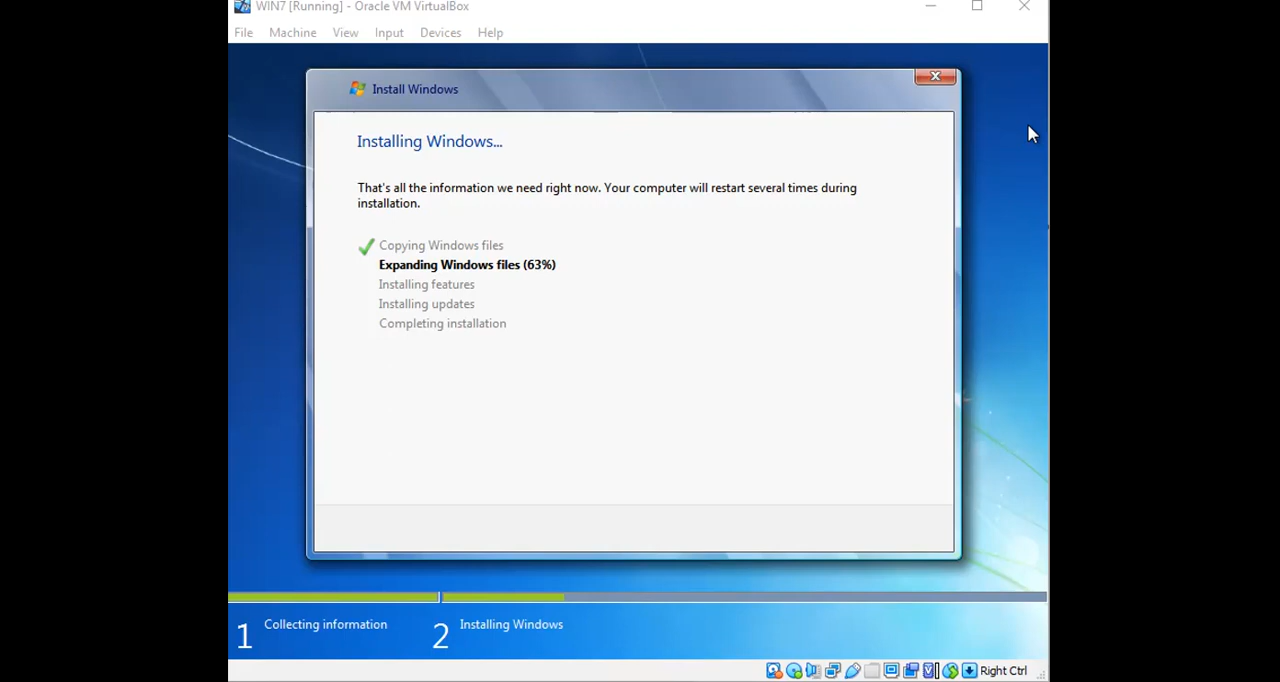 WIN7 [Running] - Oracle VM VirtualBox
File Machine View Input Devices Help
Install Windows
Installing Windows...
That's all the information we need right now. Your computer will restart several times during
installation.
Copying Windows files
Expanding Windows files (63%)
Installing features
Installing updates
Completing installation
1 Collecting information 2 Installing Windows
Right Ctrl